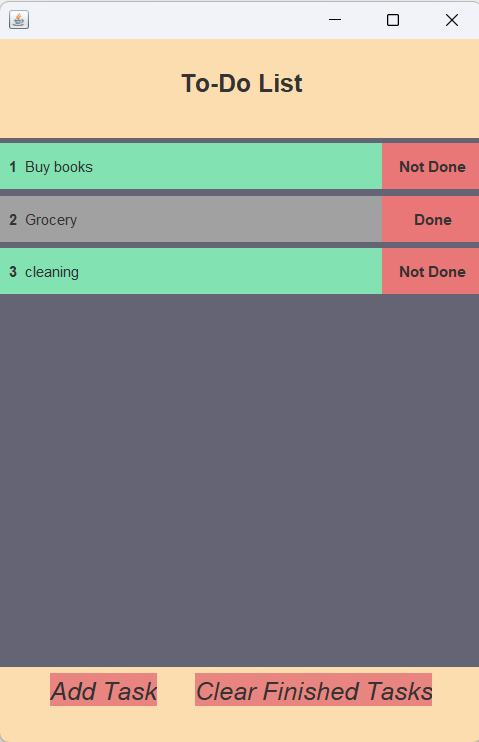 To-Do List
1 Buy books Not Done
2 Grocery Done
3 cleaning Not Done
Add Task Clear Finished Tasks